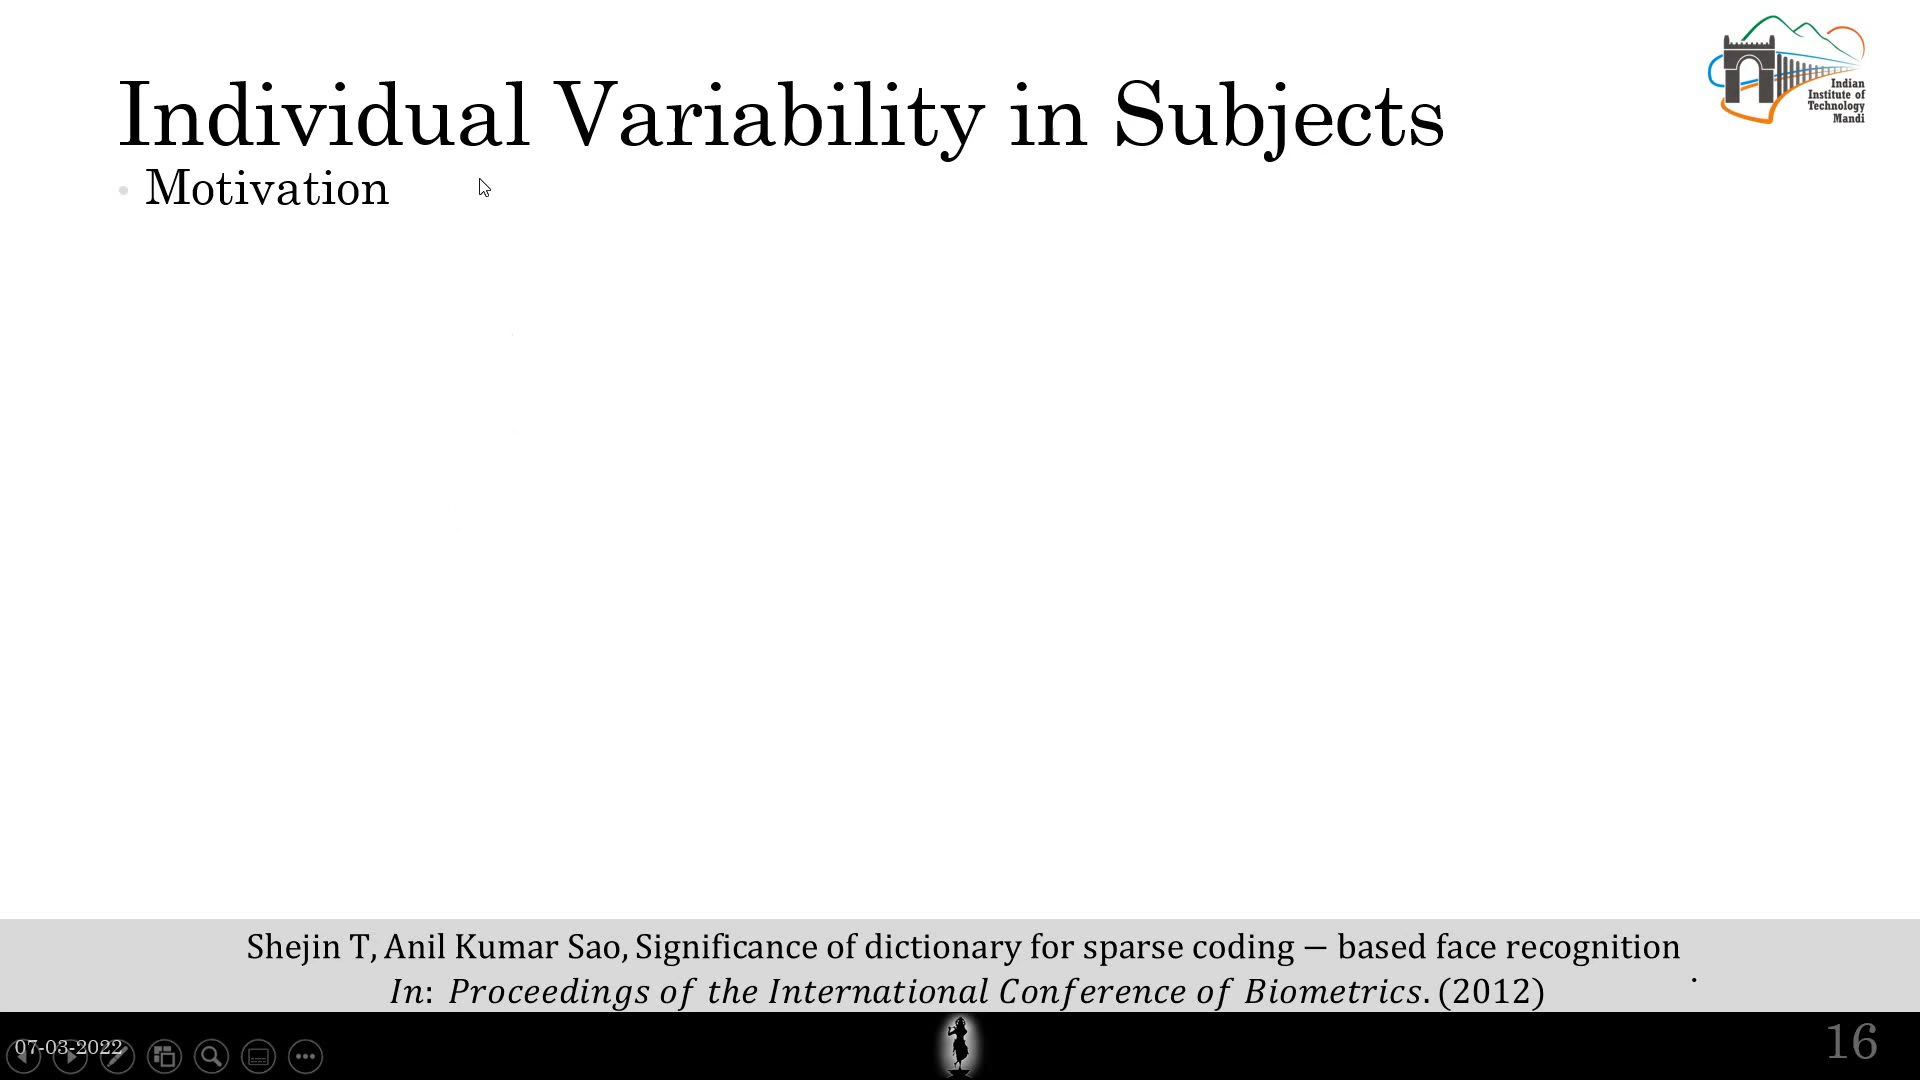 Indian
Institute of
Technology
Mandi
Individual Variability in Subjects
• Motivation
Shejin T, Anil Kumar Sao, Significance of dictionary for sparse coding − based face recognition
In: Proceedings of the International Conference of Biometrics. (2012)
.
07-03-2022
16